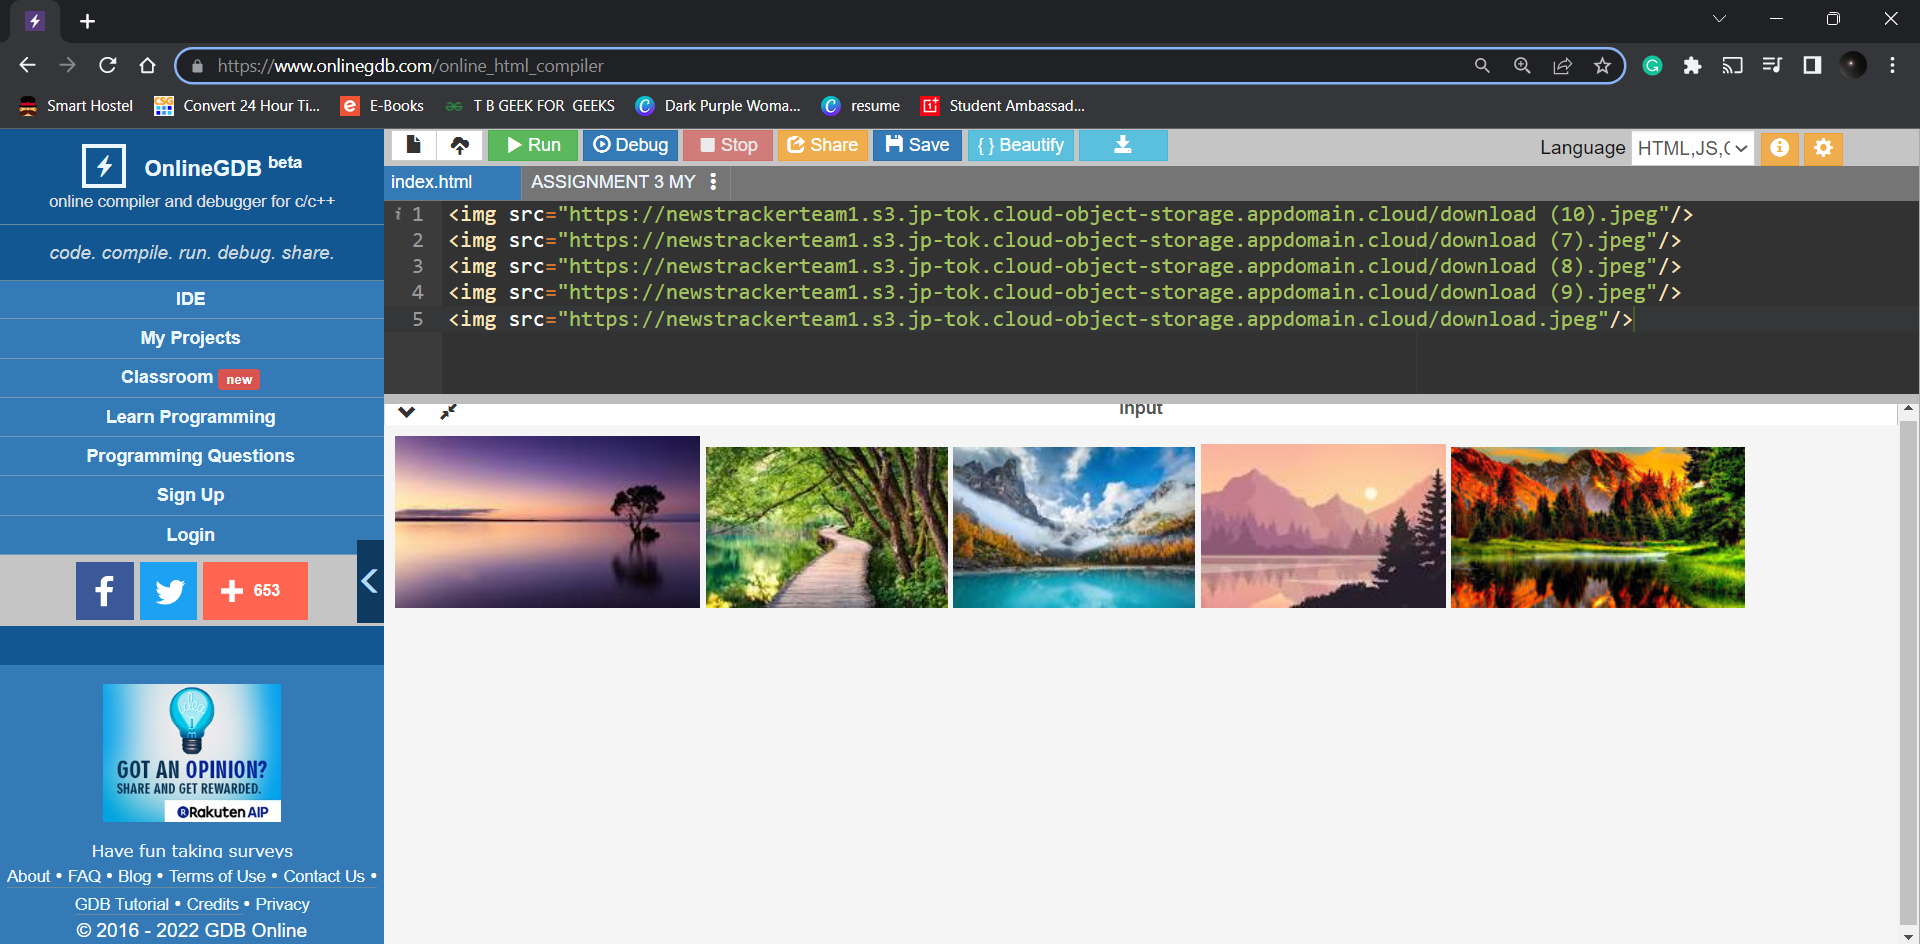 https://www.onlinegdb.com/online_html_compiler
Smart Hostel
Convert 24 Hour Ti...
E-Books
T B GEEK FOR GEEKS
Dark Purple Woma...
resume
Student Ambassad...
OnlineGDB beta
online compiler and debugger for c/c++
code. compile. run. debug. share.
IDE
My Projects
Classroom new
Learn Programming
Programming Questions
Sign Up
Login
653
idea
GOT AN OPINION?
SHARE AND GET REWARDED.
Rakuten AIP
Have fun taking surveys
About • FAQ • Blog • Terms of Use • Contact Us •
GDB Tutorial • Credits • Privacy
© 2016 - 2022 GDB Online
Run
Debug
Stop
Share
Save
{ } Beautify
Language HTML,JS,C
index.html
ASSIGNMENT 3 MY
i 1 <img src="https://newstrackerteam1.s3.jp-tok.cloud-object-storage.appdomain.cloud/download (10).jpeg"/>
2 <img src="https://newstrackerteam1.s3.jp-tok.cloud-object-storage.appdomain.cloud/download (7).jpeg"/>
3 <img src="https://newstrackerteam1.s3.jp-tok.cloud-object-storage.appdomain.cloud/download (8).jpeg"/>
4 <img src="https://newstrackerteam1.s3.jp-tok.cloud-object-storage.appdomain.cloud/download (9).jpeg"/>
5 <img src="https://newstrackerteam1.s3.jp-tok.cloud-object-storage.appdomain.cloud/download.jpeg"/>
input